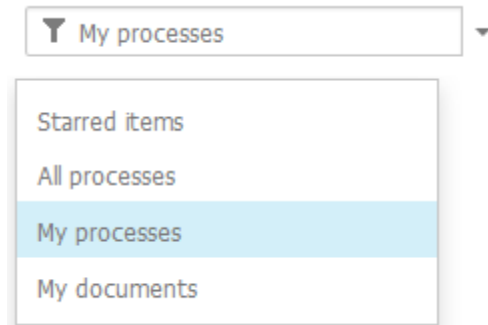 My processes
Starred items
All processes
My processes
My documents